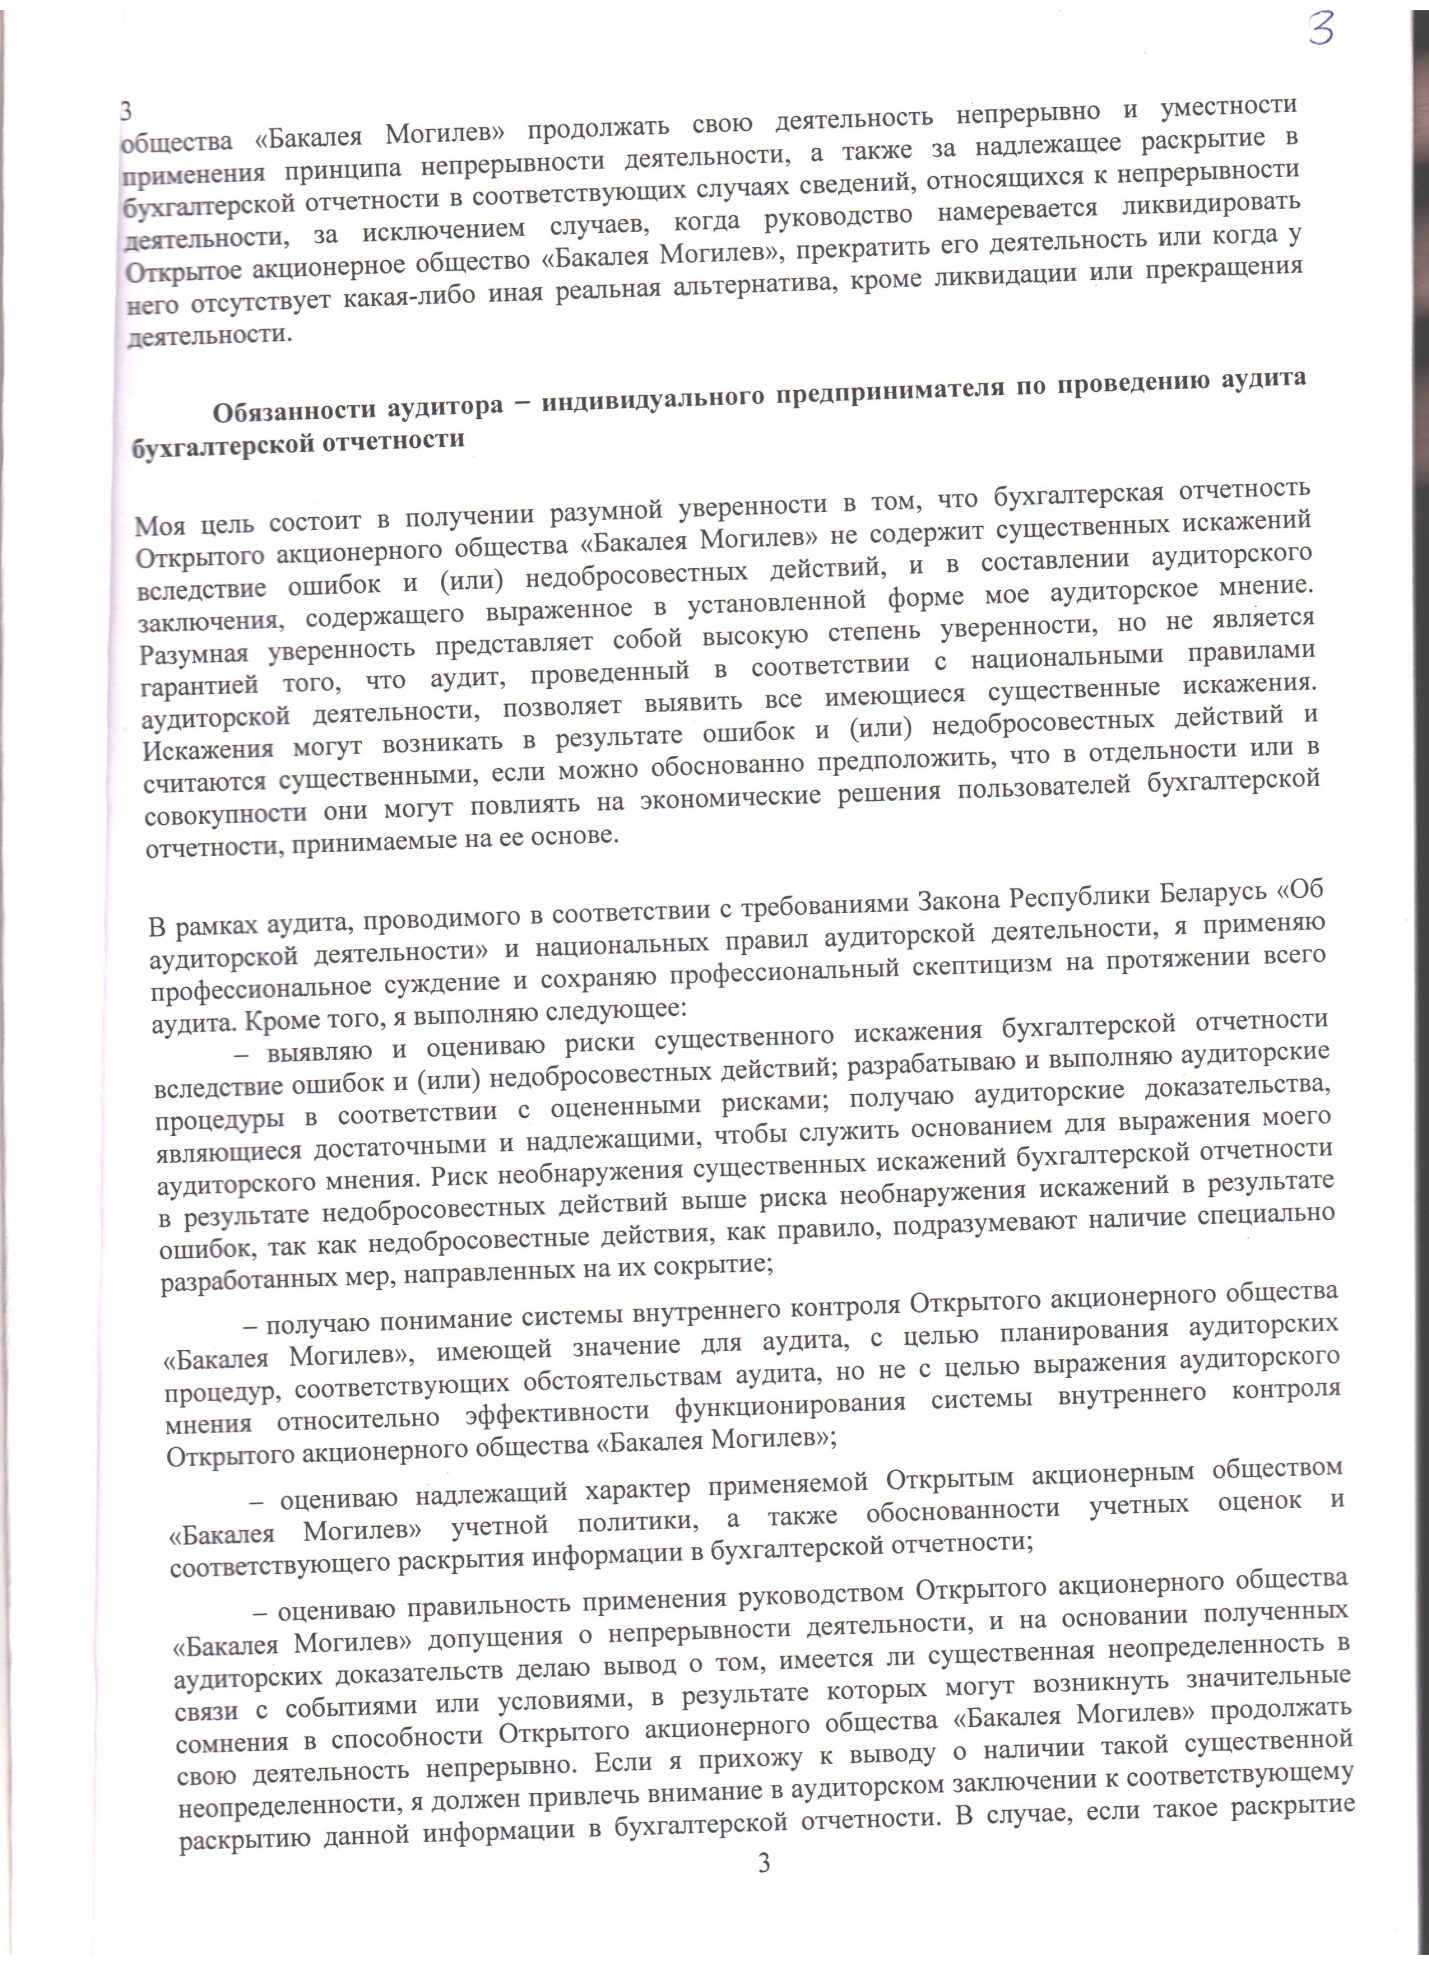 3
3
общества «Бакалея Могилев» продолжать свою деятельность непрерывно и уместности
применения принципа непрерывности деятельности, а также за надлежащее раскрытие в
бухгалтерской отчетности в соответствующих случаях сведений, относящихся к непрерывности
деятельности, за исключением случаев, когда руководство намеревается ликвидировать
Открытое акционерное общество «Бакалея Могилев», прекратить его деятельность или когда у
него отсутствует какая-либо иная реальная альтернатива, кроме ликвидации или прекращения
деятельности.
Обязанности аудитора – индивидуального предпринимателя по проведению аудита
бухгалтерской отчетности
Моя цель состоит в получении разумной уверенности в том, что бухгалтерская отчетность
Открытого акционерного общества «Бакалея Могилев» не содержит существенных искажений
вследствие ошибок и (или) недобросовестных действий, и в составлении аудиторского
заключения, содержащего выраженное в установленной форме мое аудиторское мнение.
Разумная уверенность представляет собой высокую степень уверенности, но не является
гарантией того, что аудит, проведенный в соответствии с национальными правилами
аудиторской деятельности, позволяет выявить все имеющиеся существенные искажения.
Искажения могут возникать в результате ошибок и (или) недобросовестных действий и
считаются существенными, если можно обоснованно предположить, что в отдельности или в
совокупности они могут повлиять на экономические решения пользователей бухгалтерской
отчетности, принимаемые на ее основе.
В рамках аудита, проводимого в соответствии с требованиями Закона Республики Беларусь «Об
аудиторской деятельности» и национальных правил аудиторской деятельности, я применяю
профессиональное суждение и сохраняю профессиональный скептицизм на протяжении всего
аудита. Кроме того, я выполняю следующее:
– выявляю и оцениваю риски существенного искажения бухгалтерской отчетности
вследствие ошибок и (или) недобросовестных действий; разрабатываю и выполняю аудиторские
процедуры в соответствии с оцененными рисками; получаю аудиторские доказательства,
являющиеся достаточными и надлежащими, чтобы служить основанием для выражения моего
аудиторского мнения. Риск необнаружения существенных искажений бухгалтерской отчетности
в результате недобросовестных действий выше риска необнаружения искажений в результате
ошибок, так как недобросовестные действия, как правило, подразумевают наличие специально
разработанных мер, направленных на их сокрытие;
– получаю понимание системы внутреннего контроля Открытого акционерного общества
«Бакалея Могилев», имеющей значение для аудита, с целью планирования аудиторских
процедур, соответствующих обстоятельствам аудита, но не с целью выражения аудиторского
мнения относительно эффективности функционирования системы внутреннего контроля
Открытого акционерного общества «Бакалея Могилев»;
– оцениваю надлежащий характер применяемой Открытым акционерным обществом
«Бакалея Могилев» учетной политики, а также обоснованности учетных оценок и
соответствующего раскрытия информации в бухгалтерской отчетности;
– оцениваю правильность применения руководством Открытого акционерного общества
«Бакалея Могилев» допущения о непрерывности деятельности, и на основании полученных
аудиторских доказательств делаю вывод о том, имеется ли существенная неопределенность в
связи с событиями или условиями, в результате которых могут возникнуть значительные
сомнения в способности Открытого акционерного общества «Бакалея Могилев» продолжать
свою деятельность непрерывно. Если я прихожу к выводу о наличии такой существенной
неопределенности, я должен привлечь внимание в аудиторском заключении к соответствующему
раскрытию данной информации в бухгалтерской отчетности. В случае, если такое раскрытие
3